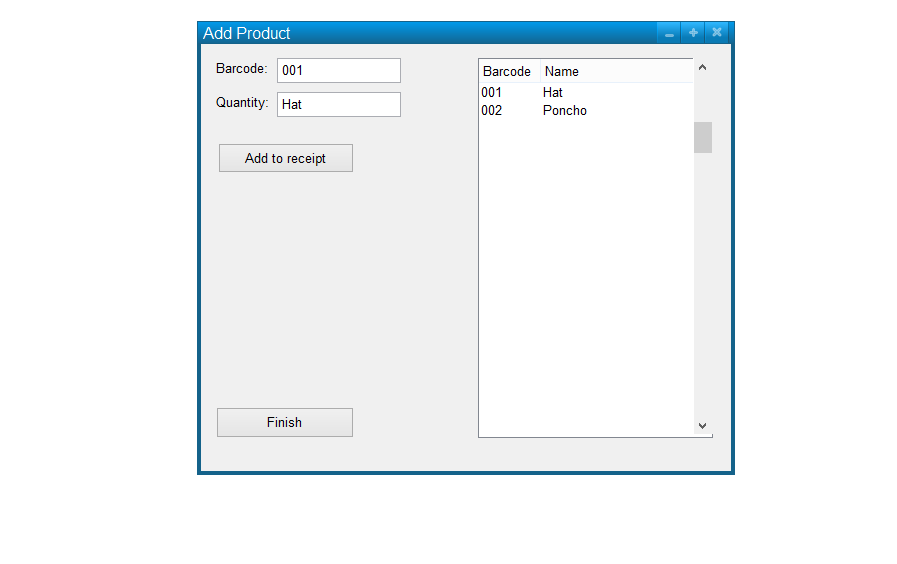 Add Product
Barcode: 001
Quantity: Hat
Add to receipt
Finish
Barcode Name
001 Hat
002 Poncho